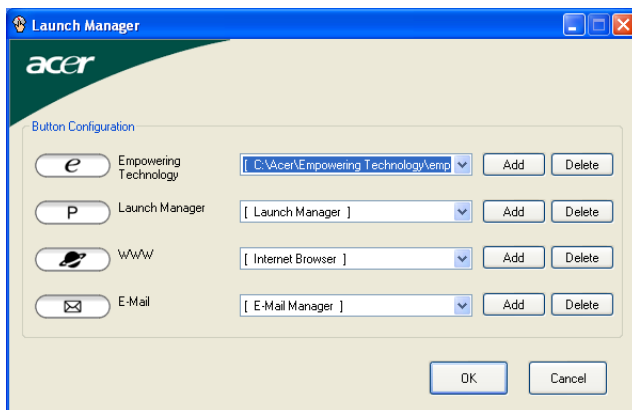 Launch Manager
acer
Button Configuration
e Empowering Technology [ C:\Acer\Empowering Technology\emp Add Delete
P Launch Manager [ Launch Manager ] Add Delete
WWW [ Internet Browser ] Add Delete
E-Mail [ E-Mail Manager ] Add Delete
OK Cancel